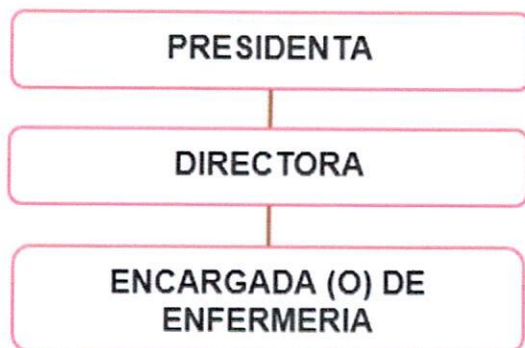 PRESIDENTA
DIRECTORA
ENCARGADA (O) DE
ENFERMERIA